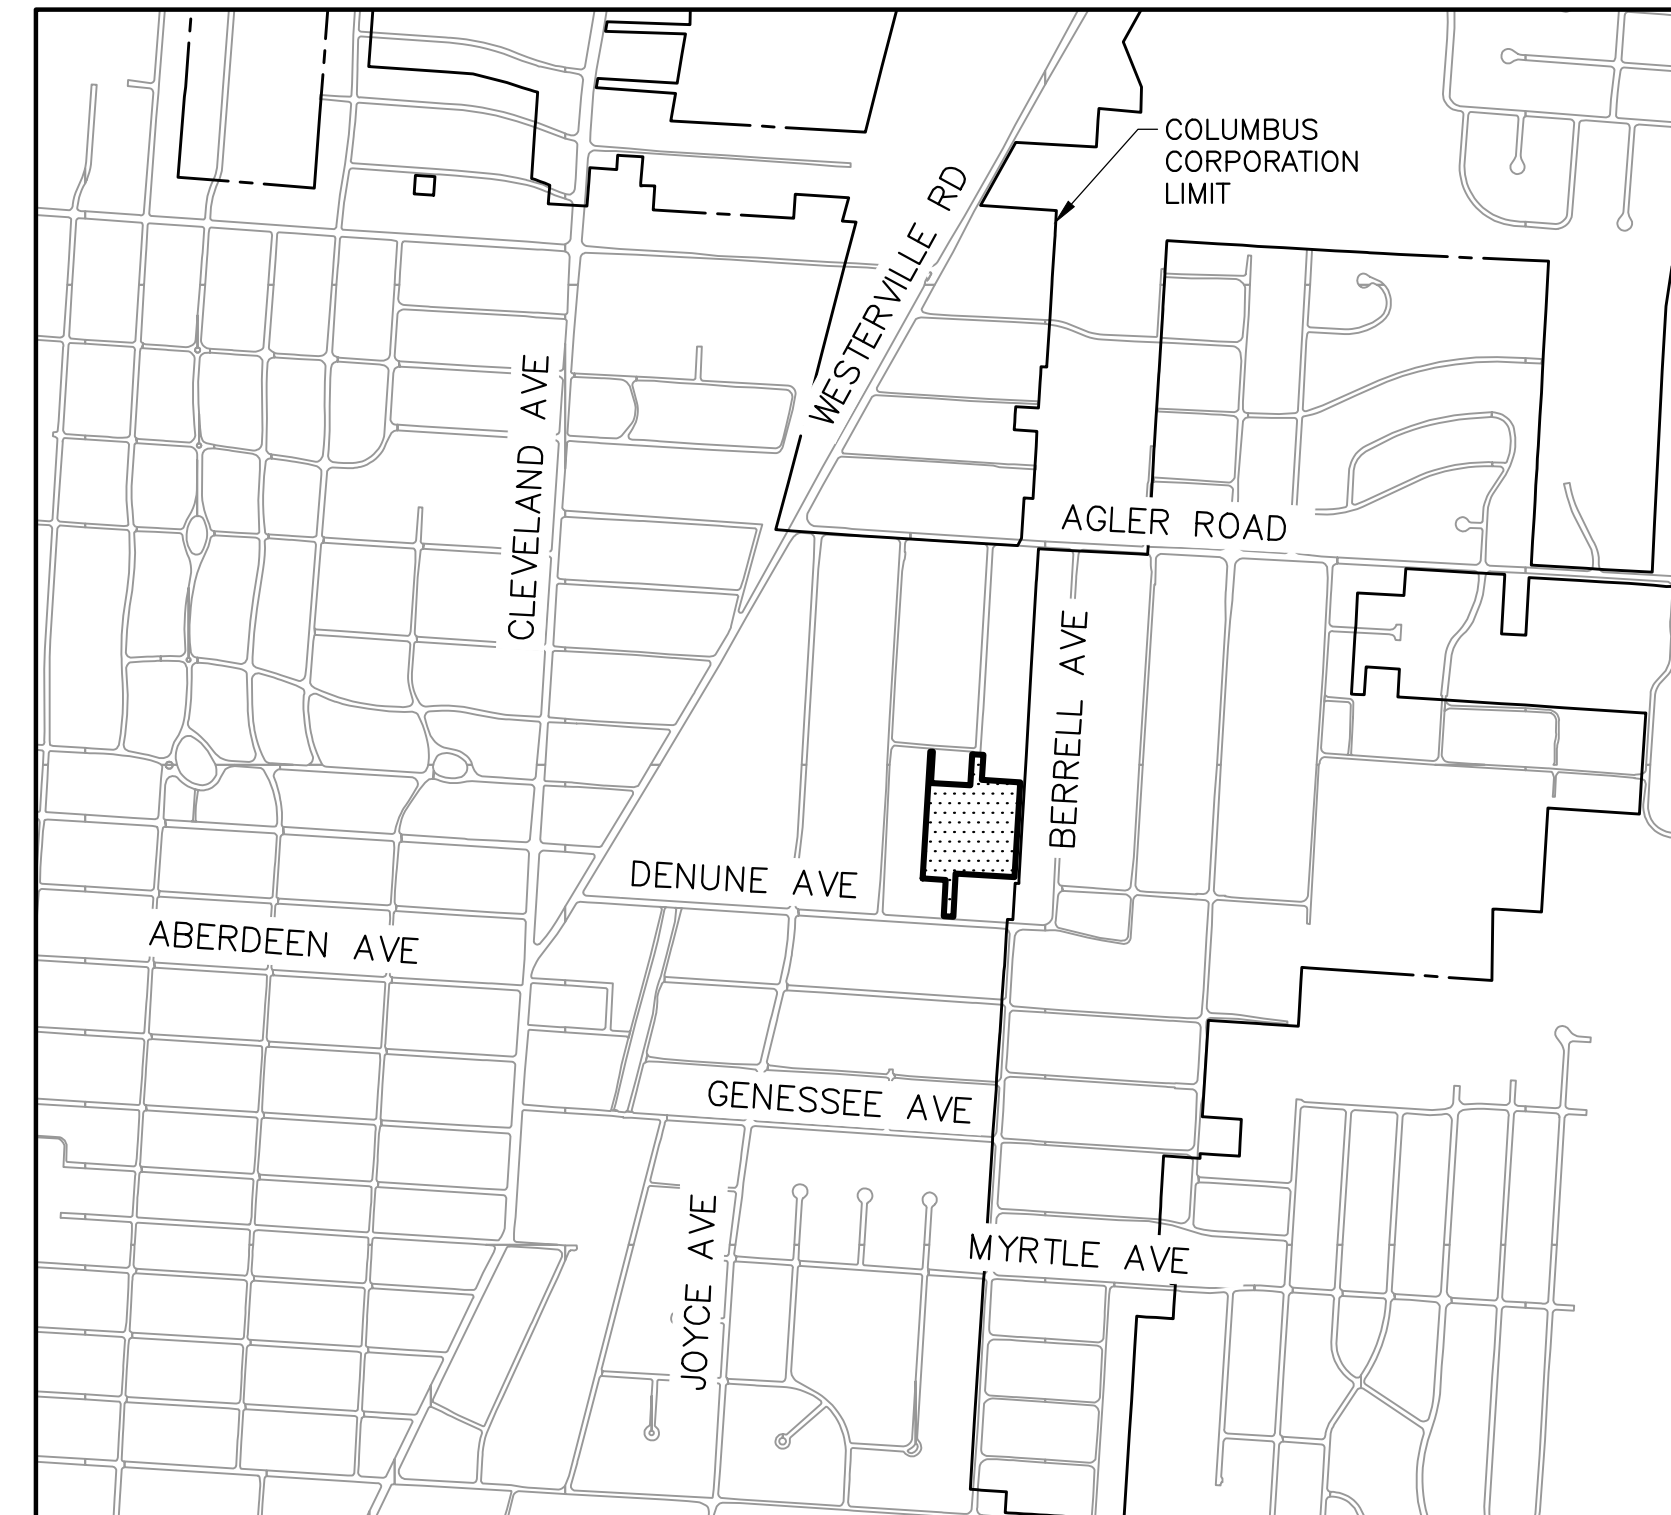 COLUMBUS
CORPORATION
LIMIT
WESTERVILLE RD
CLEVELAND AVE
AGLER ROAD
BERRELL AVE
DENUNE AVE
ABERDEEN AVE
GENESSEE AVE
JOYCE AVE
MYRTLE AVE